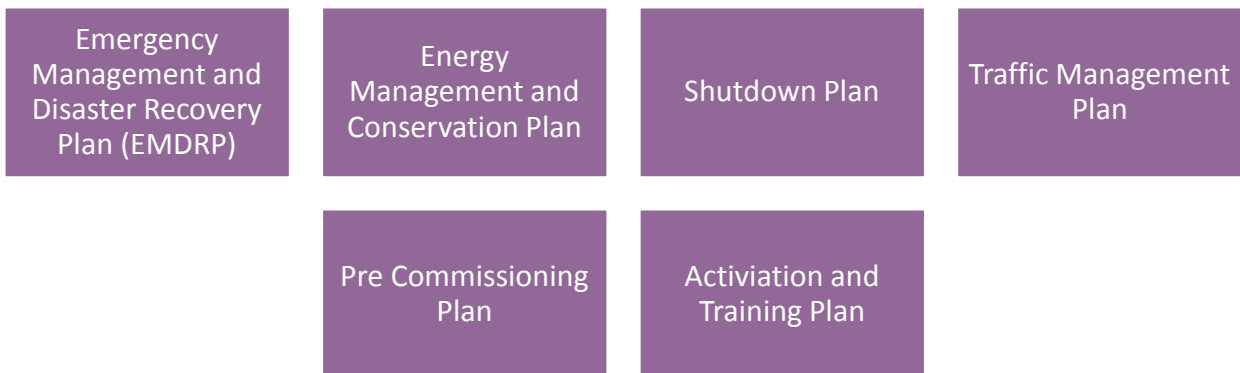 Emergency
Management and
Disaster Recovery
Plan (EMDRP)
Energy
Management and
Conservation Plan
Shutdown Plan
Traffic Management
Plan
Pre Commissioning
Plan
Activiation and
Training Plan